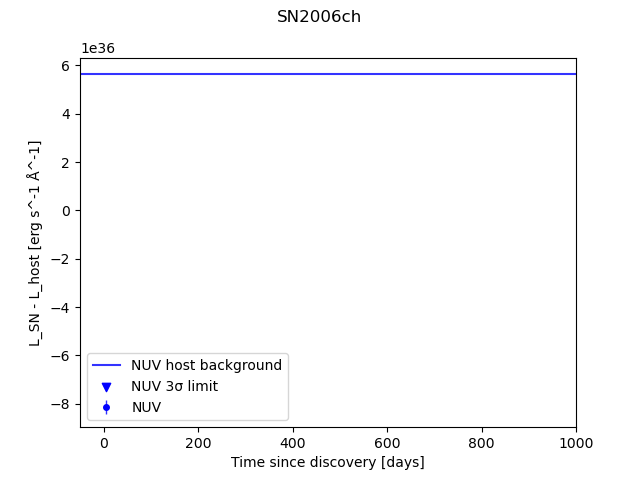 SN2006ch
1e36
6
4
2
0
−2
−4
−6
−8
L_SN - L_host [erg s^-1 Å^-1]
NUV host background
NUV 3σ limit
NUV
0 200 400 600 800 1000
Time since discovery [days]